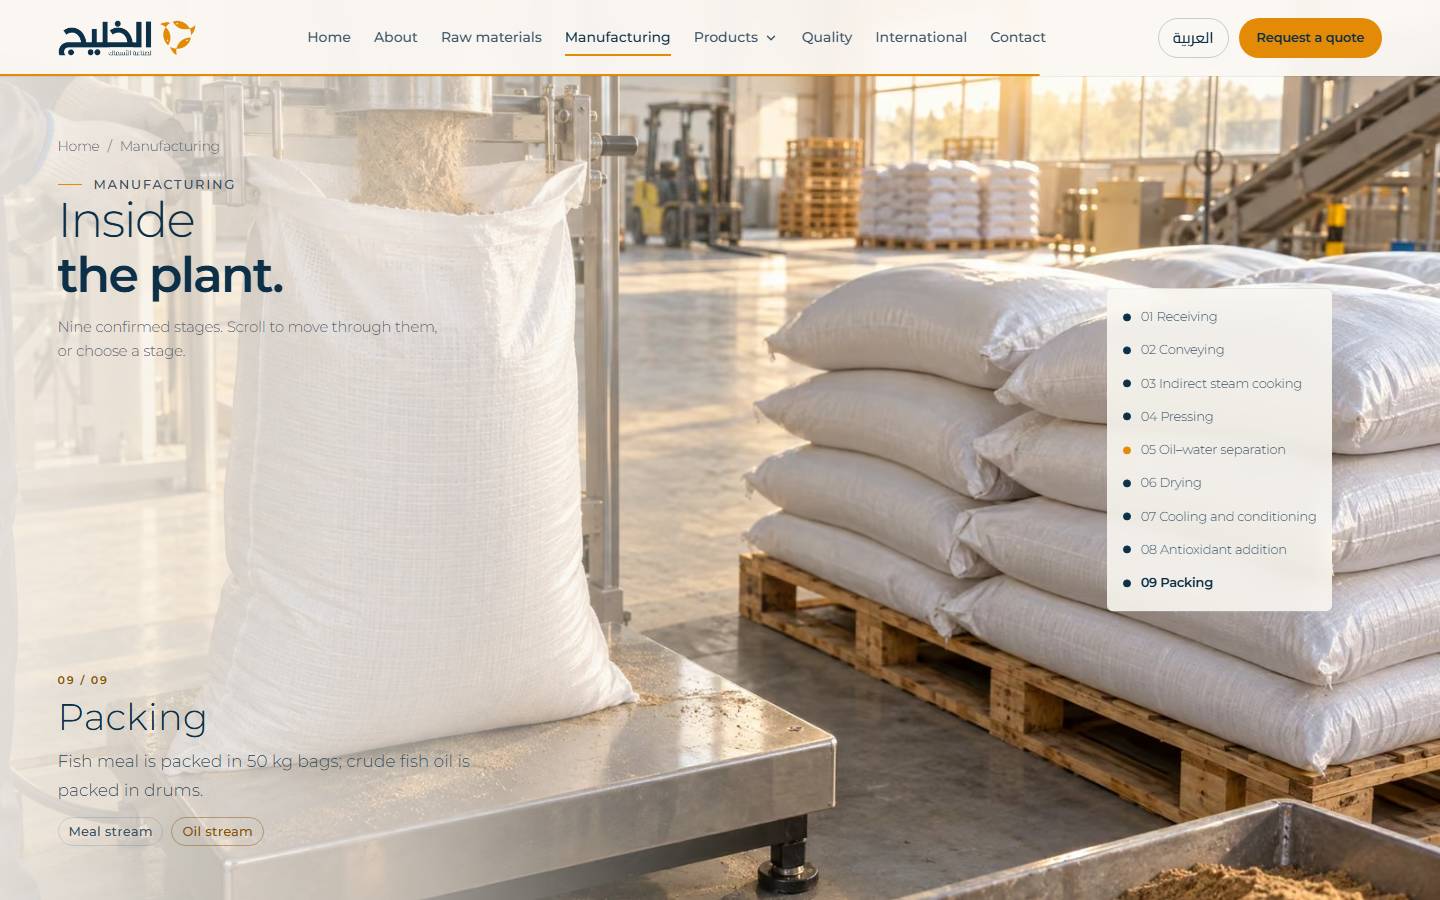 الخليج
لصناعة الأسماك
Home
About
Raw materials
Manufacturing
Products
Quality
International
Contact
العربية
Request a quote
Home / Manufacturing
MANUFACTURING
Inside
the plant.
Nine confirmed stages. Scroll to move through them,
or choose a stage.
01 Receiving
02 Conveying
03 Indirect steam cooking
04 Pressing
05 Oil–water separation
06 Drying
07 Cooling and conditioning
08 Antioxidant addition
09 Packing
09 / 09
Packing
Fish meal is packed in 50 kg bags; crude fish oil is
packed in drums.
Meal stream
Oil stream